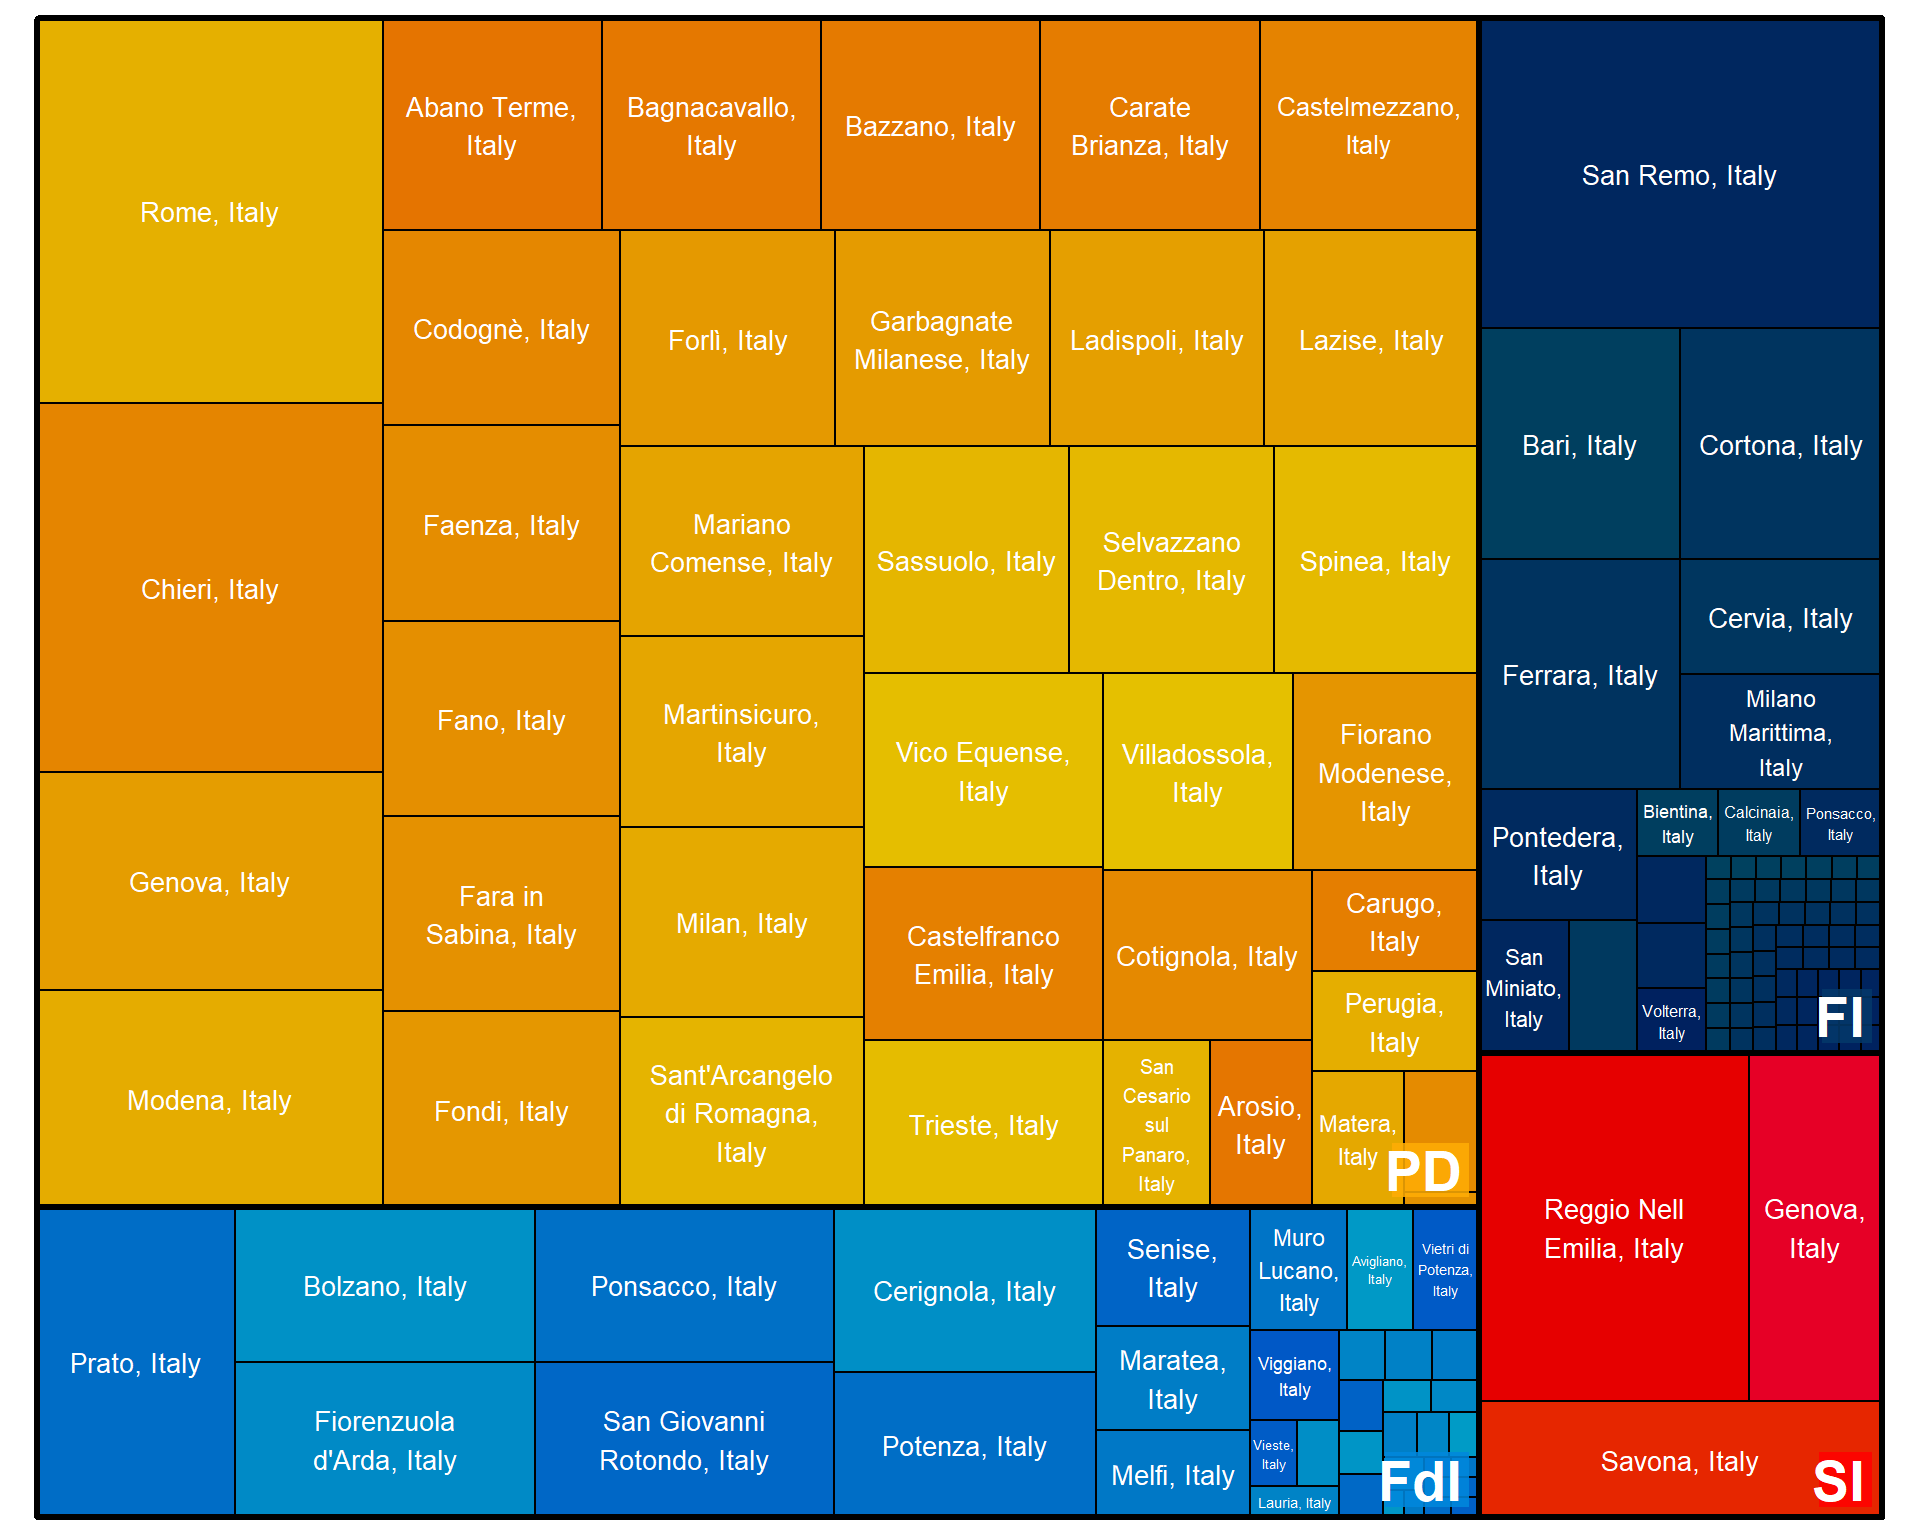 Rome, Italy
Abano Terme,
Italy
Bagnacavallo,
Italy
Bazzano, Italy
Carate
Brianza, Italy
Castelmezzano,
Italy
Codognè, Italy
Forlì, Italy
Garbagnate
Milanese, Italy
Ladispoli, Italy
Lazise, Italy
Chieri, Italy
Faenza, Italy
Mariano
Comense, Italy
Sassuolo, Italy
Selvazzano
Dentro, Italy
Spinea, Italy
Fano, Italy
Martinsicuro,
Italy
Vico Equense,
Italy
Villadossola,
Italy
Fiorano
Modenese,
Italy
Genova, Italy
Fara in
Sabina, Italy
Milan, Italy
Castelfranco
Emilia, Italy
Cotignola, Italy
Carugo,
Italy
Perugia,
Italy
Modena, Italy
Fondi, Italy
Sant'Arcangelo
di Romagna,
Italy
Trieste, Italy
San
Cesario
sul
Panaro,
Italy
Arosio,
Italy
Matera,
Italy
PD
San Remo, Italy
Bari, Italy
Cortona, Italy
Ferrara, Italy
Cervia, Italy
Milano
Marittima,
Italy
Pontedera,
Italy
Bientina,
Italy
Calcinaia,
Italy
Ponsacco,
Italy
San
Miniato,
Italy
Volterra,
Italy
FI
Prato, Italy
Bolzano, Italy
Ponsacco, Italy
Cerignola, Italy
Fiorenzuola
d'Arda, Italy
San Giovanni
Rotondo, Italy
Potenza, Italy
Senise,
Italy
Maratea,
Italy
Melfi, Italy
Muro
Lucano,
Italy
Avigliano,
Italy
Vietri di
Potenza,
Italy
Viggiano,
Italy
Vieste,
Italy
Lauria, Italy
FdI
Reggio Nell
Emilia, Italy
Genova,
Italy
Savona, Italy
SI